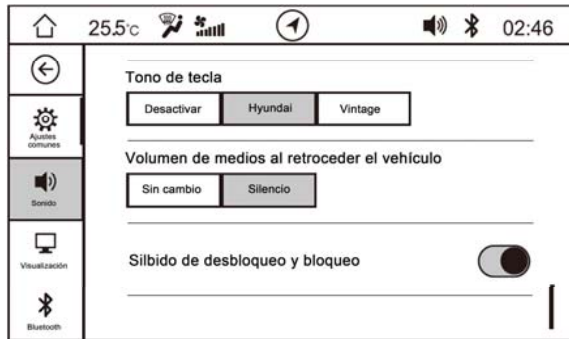 25.5°C 02:46
Tono de tecla
Desactivar Hyundai Vintage
Ajustes
comunes
Volumen de medios al retroceder el vehículo
Sin cambio Silencio
Sonido
Silbido de desbloqueo y bloqueo
Visualización
Bluetooth